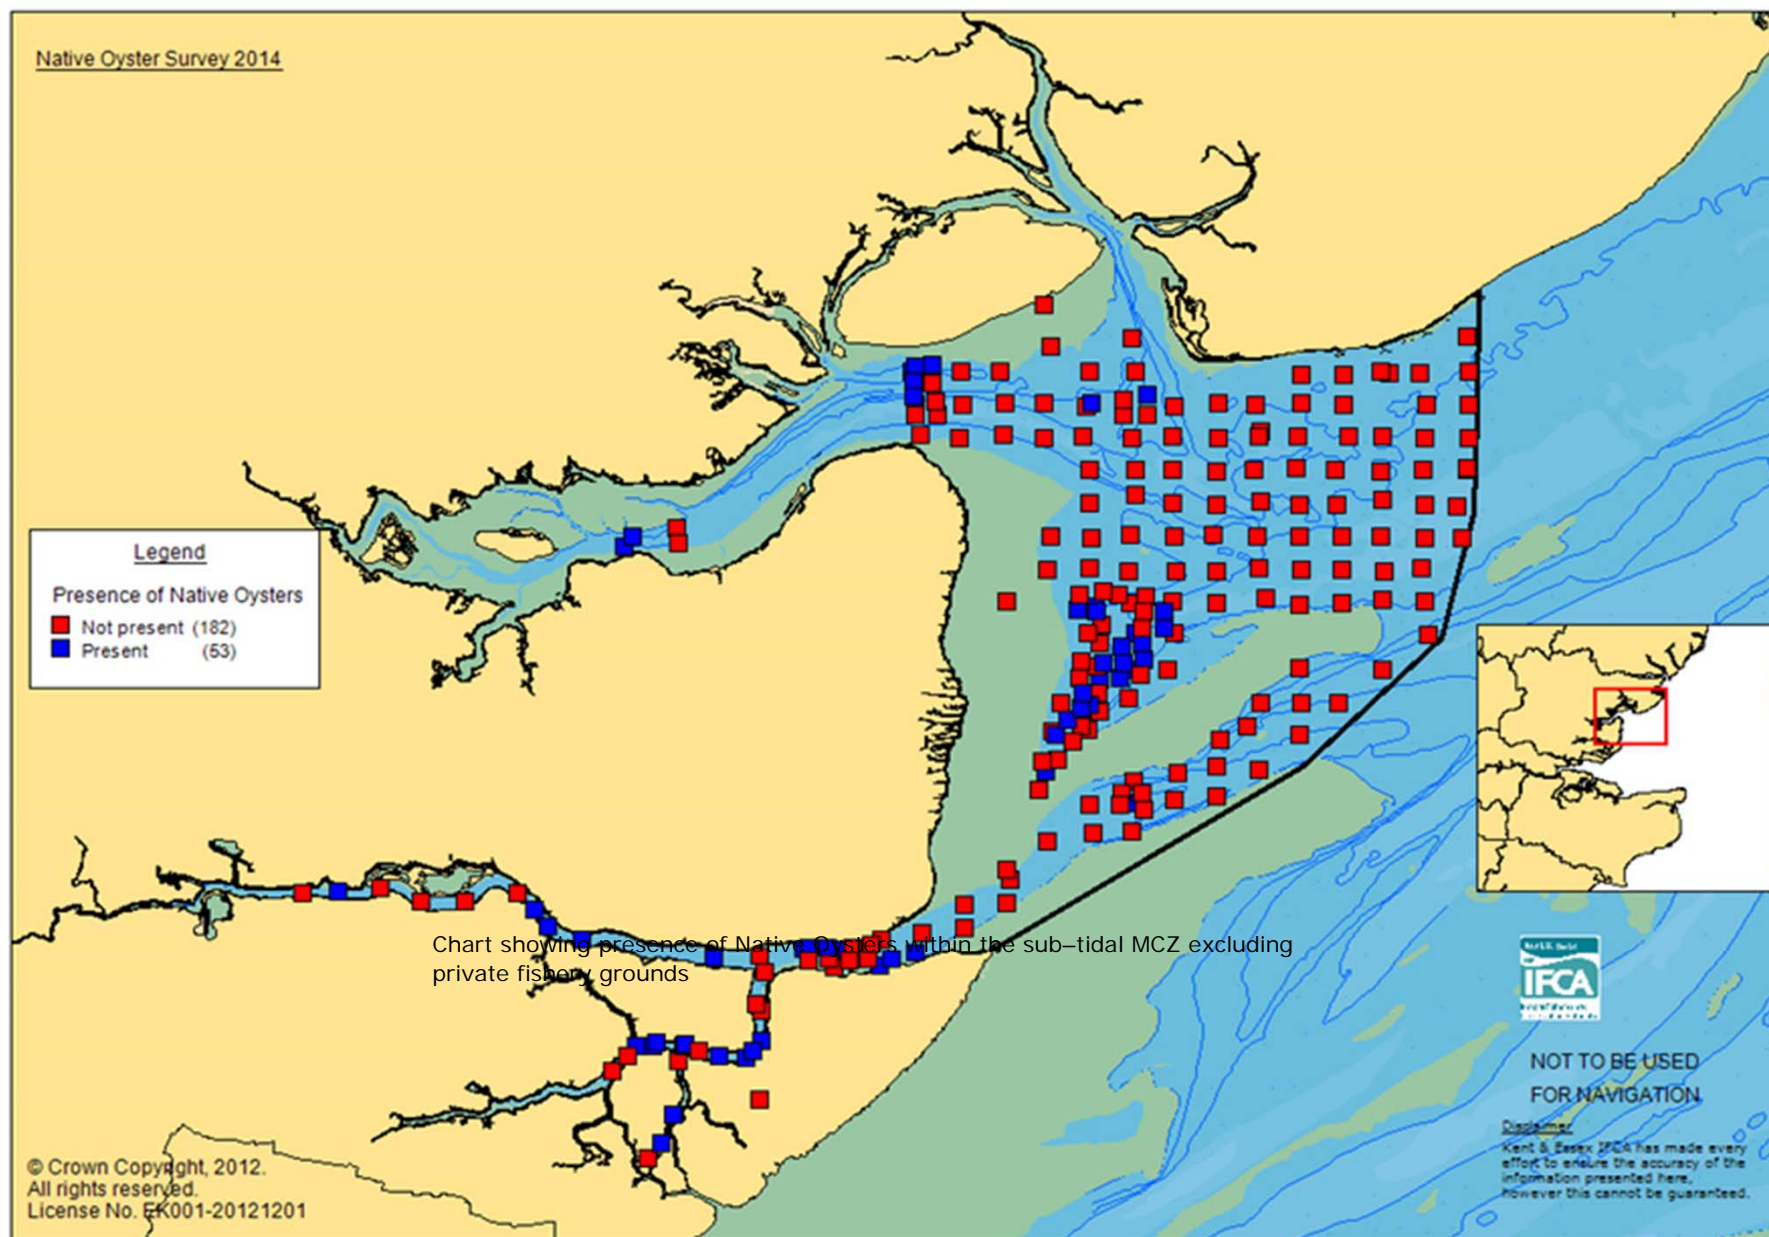 Native Oyster Survey 2014
Legend
Presence of Native Oysters
Not present (182)
Present (53)
Chart showing presence of Native Oysters within the sub-tidal MCZ excluding
private fishery grounds
IFCA
NOT TO BE USED
FOR NAVIGATION
Disclaimer
Kent & Essex IFCA has made every
effort to ensure the accuracy of the
information presented here,
however this cannot be guaranteed.
© Crown Copyright, 2012.
All rights reserved.
License No. EK001-20121201